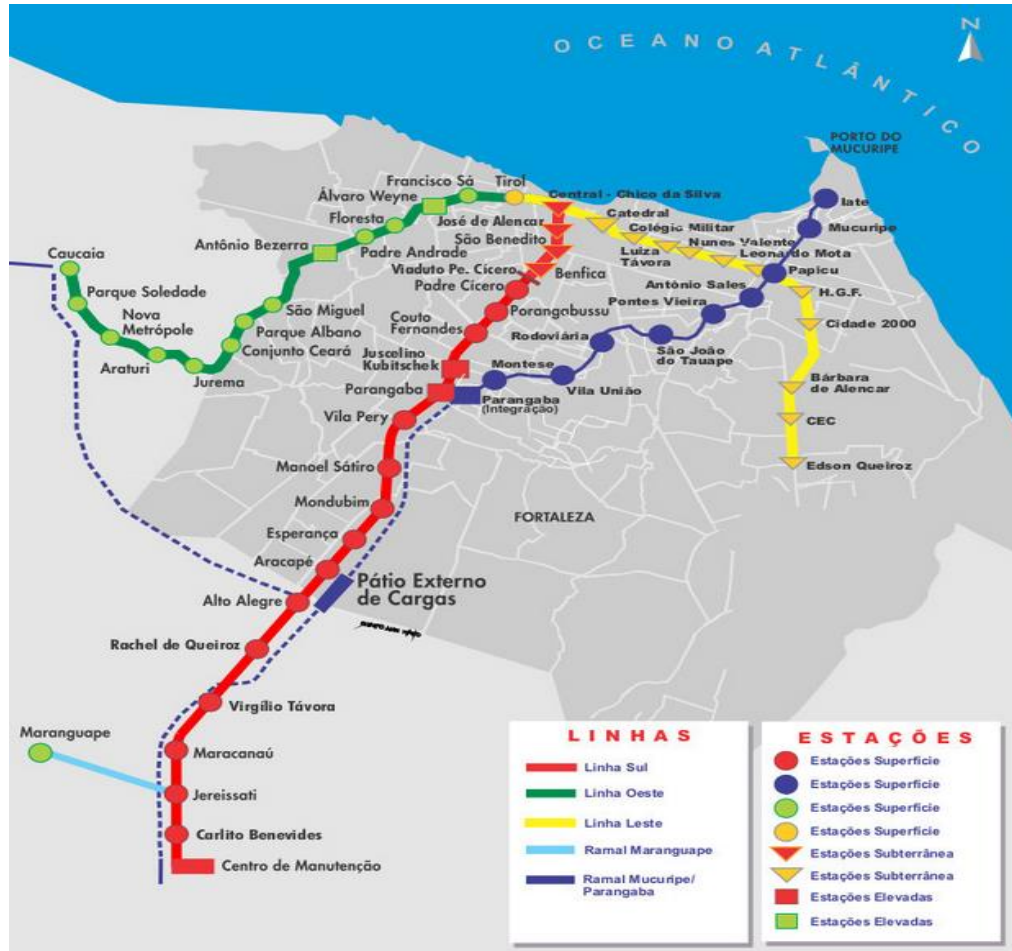 OCEANO ATLÂNTICO
N
PORTO DO
MUCURIPE
Francisco Sá
Tirol
Central - Chico da Silva
Iate
Álvaro Weyne
Catedral
Mucuripe
Floresta
José de Alencar
Colégio Militar
Nunes Valente
Leonardo Mota
Luiza
Távora
Antônio Bezerra
Padre Andrade
São Benedito
Papicu
Caucaia
Viaduto Pe. Cícero
Benfica
Padre Cícero
Antônio Sales
H.G.F.
Parque Soledade
São Miguel
Porangabussu
Pontes Vieira
Nova
Metrópole
Parque Albano
Couto
Fernandes
Rodoviária
São João
do Tauape
Cidade 2000
Araturi
Conjunto Ceará
Jurema
Juscelino
Kubitschek
Montese
Vila União
Parangaba
Parangaba
(Integração)
Bárbara
de Alencar
Vila Pery
CEC
Manoel Sátiro
Edson Queiroz
Mondubim
FORTALEZA
Esperança
Aracapé
Pátio Externo
de Cargas
Alto Alegre
Rachel de Queiroz
Virgílio Távora
Maranguape
Maracanaú
Jereissati
Carlito Benevides
Centro de Manutenção
LINHAS
Linha Sul
Linha Oeste
Linha Leste
Ramal Maranguape
Ramal Mucuripe/
Parangaba
ESTAÇÕES
Estações Superfície
Estações Superfície
Estações Superfície
Estações Superfície
Estações Subterrânea
Estações Subterrânea
Estações Elevadas
Estações Elevadas